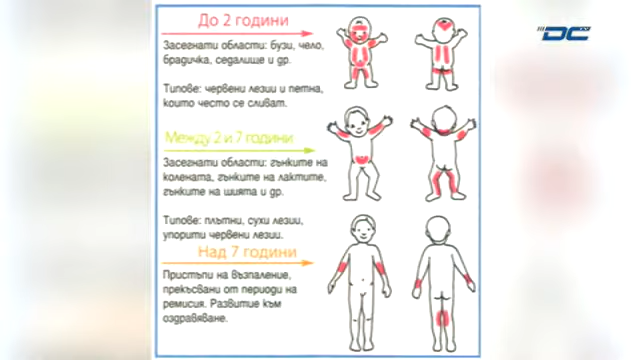 До 2 години
Засегнати области: бузи, чело,
брадичка, седалище и др.
Типове: червени лезии и петна,
които често се сливат.
Между 2 и 7 години
Засегнати области: гънките на
колената, гънките на лактите,
гънките на шията и др.
Типове: плътни, сухи лезии,
упорити червени лезии.
Над 7 години
Пристъпи на възпаление,
прекъсвани от периоди на
ремисия. Развитие към
оздравяване.
DC